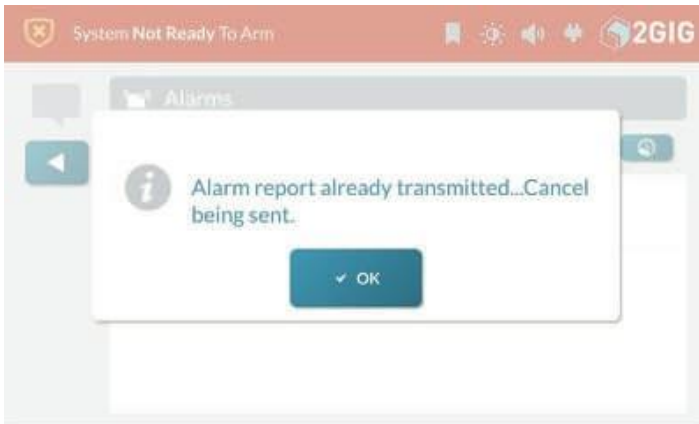 System Not Ready To Arm
2GIG
Alarms
Alarm report already transmitted...Cancel
being sent.
OK